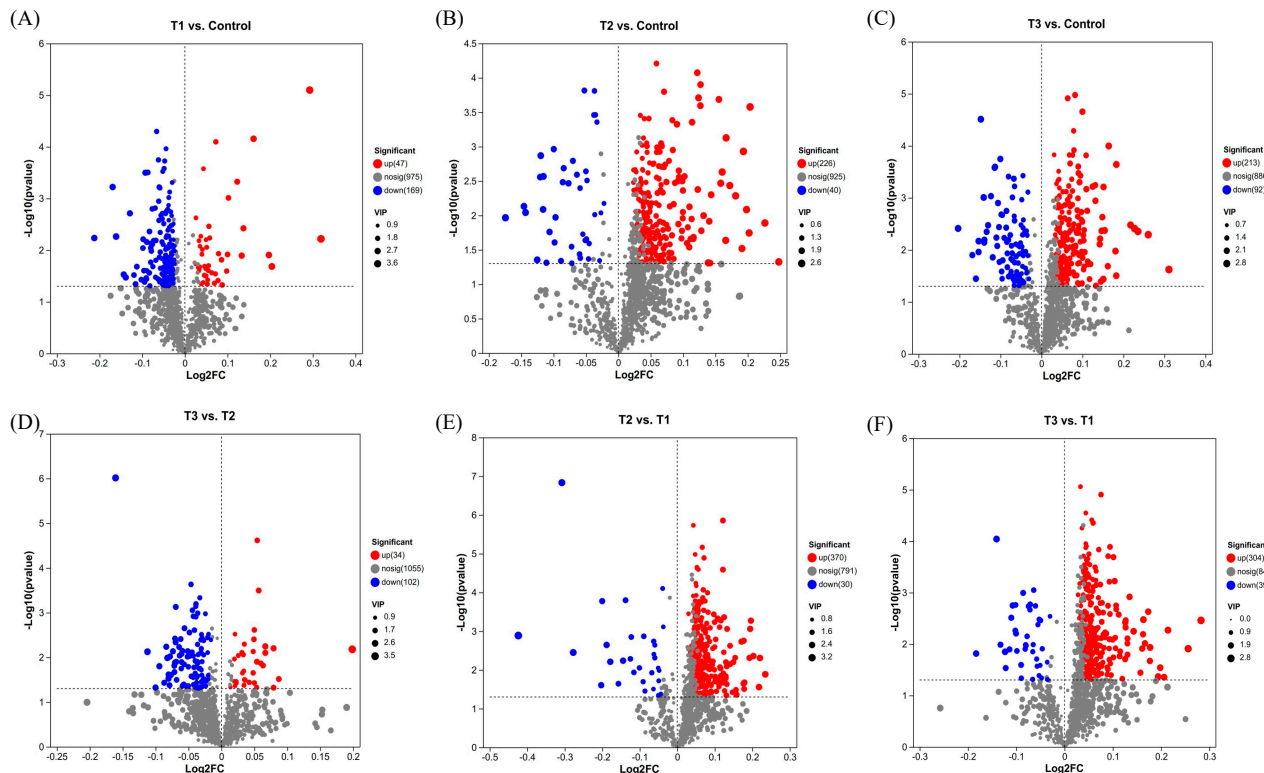 (A)
T1 vs. Control
-Log10(pvalue)
6
5
4
3
2
1
0
-0.3
-0.2
-0.1
0
0.1
0.2
0.3
0.4
Log2FC
Significant
up(47)
nosig(975)
down(169)
VIP
0.9
1.8
2.7
3.6
(B)
T2 vs. Control
-Log10(pvalue)
4.5
4.0
3.5
3.0
2.5
2.0
1.5
1.0
0.5
0
-0.2
-0.15
-0.1
-0.05
0
0.05
0.1
0.15
0.2
0.25
Log2FC
Significant
up(226)
nosig(925)
down(40)
VIP
0.6
1.3
1.9
2.6
(C)
T3 vs. Control
-Log10(pvalue)
6
5
4
3
2
1
0
-0.3
-0.2
-0.1
0
0.1
0.2
0.3
0.4
Log2FC
Significant
up(213)
nosig(88
down(92
VIP
0.7
1.4
2.1
2.8
(D)
T3 vs. T2
-Log10(pvalue)
7
6
5
4
3
2
1
0
-0.25
-0.2
-0.15
-0.1
-0.05
0
0.05
0.1
0.15
0.2
Log2FC
Significant
up(34)
nosig(1055)
down(102)
VIP
0.9
1.7
2.6
3.5
(E)
T2 vs. T1
-Log10(pvalue)
8
7
6
5
4
3
2
1
0
-0.5
-0.4
-0.3
-0.2
-0.1
0
0.1
0.2
0.3
Log2FC
Significant
up(370)
nosig(791)
down(30)
VIP
0.8
1.6
2.4
3.2
(F)
T3 vs. T1
-Log10(pvalue)
6
5
4
3
2
1
0
-0.3
-0.2
-0.1
0
0.1
0.2
0.3
Log2FC
Significant
up(304)
nosig(84
down(39
VIP
0.0
0.9
1.9
2.8